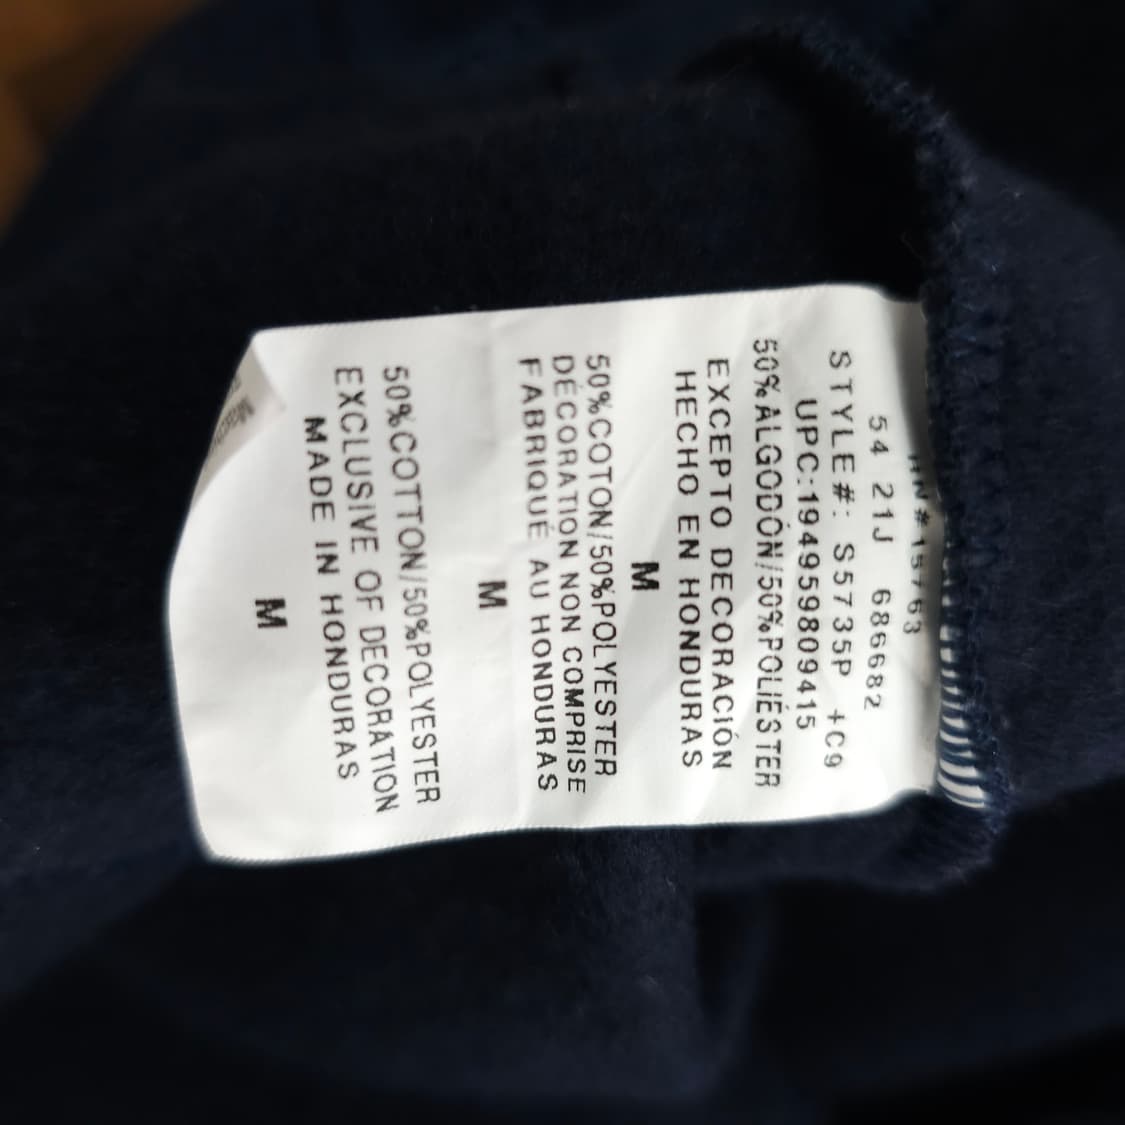 RN#15763
54 21J 686682
STYLE#: S5735P +C9
UPC:194959809415
50%ALGODÓN/50%POLIÉSTER
EXCEPTO DECORACIÓN
HECHO EN HONDURAS
M
50%COTON/50%POLYESTER
DÉCORATION NON COMPRISE
FABRIQUÉ AU HONDURAS
M
50%COTTON/50%POLYESTER
EXCLUSIVE OF DECORATION
MADE IN HONDURAS
M